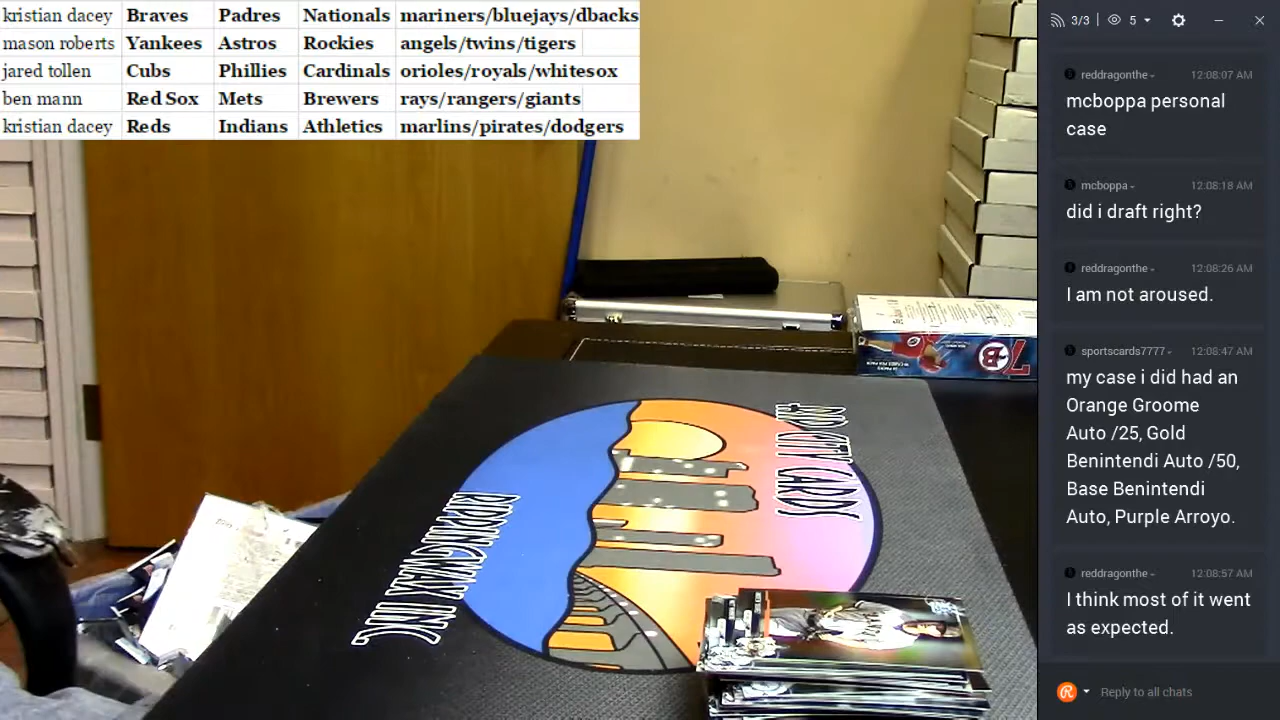 kristian dacey Braves Padres Nationals mariners/bluejays/dbacks
mason roberts Yankees Astros Rockies angels/twins/tigers
jared tollen Cubs Phillies Cardinals orioles/royals/whitesox
ben mann Red Sox Mets Brewers rays/rangers/giants
kristian dacey Reds Indians Athletics marlins/pirates/dodgers
3/3
5
reddragonthe 12:08:07 AM
mcboppa personal
case
mcboppa 12:08:18 AM
did i draft right?
reddragonthe 12:08:26 AM
I am not aroused.
sportscards7777 12:08:47 AM
my case i did had an
Orange Groome
Auto /25, Gold
Benintendi Auto /50,
Base Benintendi
Auto, Purple Arroyo.
reddragonthe 12:08:57 AM
I think most of it went
as expected.
Reply to all chats
RIP CITY CARDS
RIPPINGWAX INC